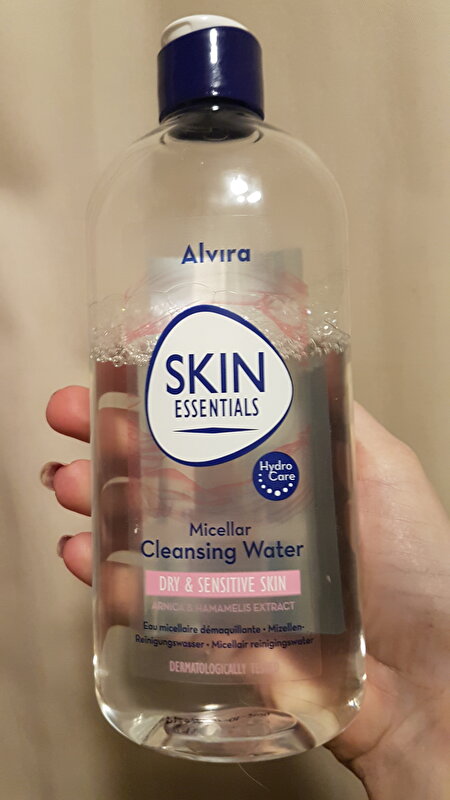 Alvira
SKIN
ESSENTIALS
Hydro
Care
Micellar
Cleansing Water
DRY & SENSITIVE SKIN
ARNICA & HAMAMELIS EXTRACT
Eau micellaire démaquillante • Mizellen-
Reinigungswasser • Micellair reinigingswater
DERMATOLOGICALLY TESTED